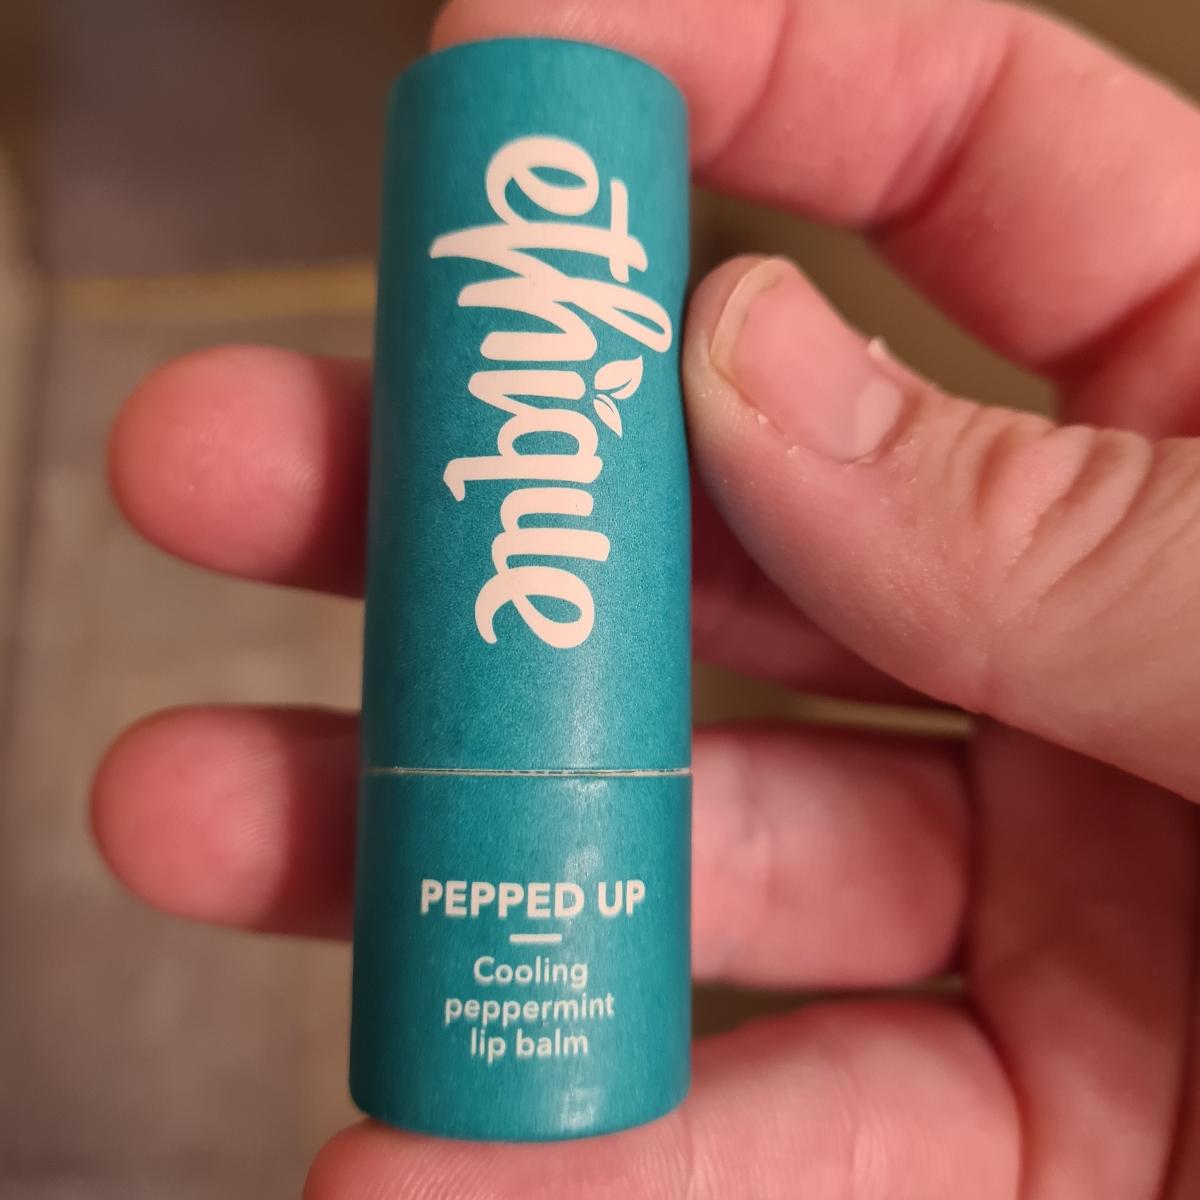 ethique
PEPPED UP
Cooling
peppermint
lip balm